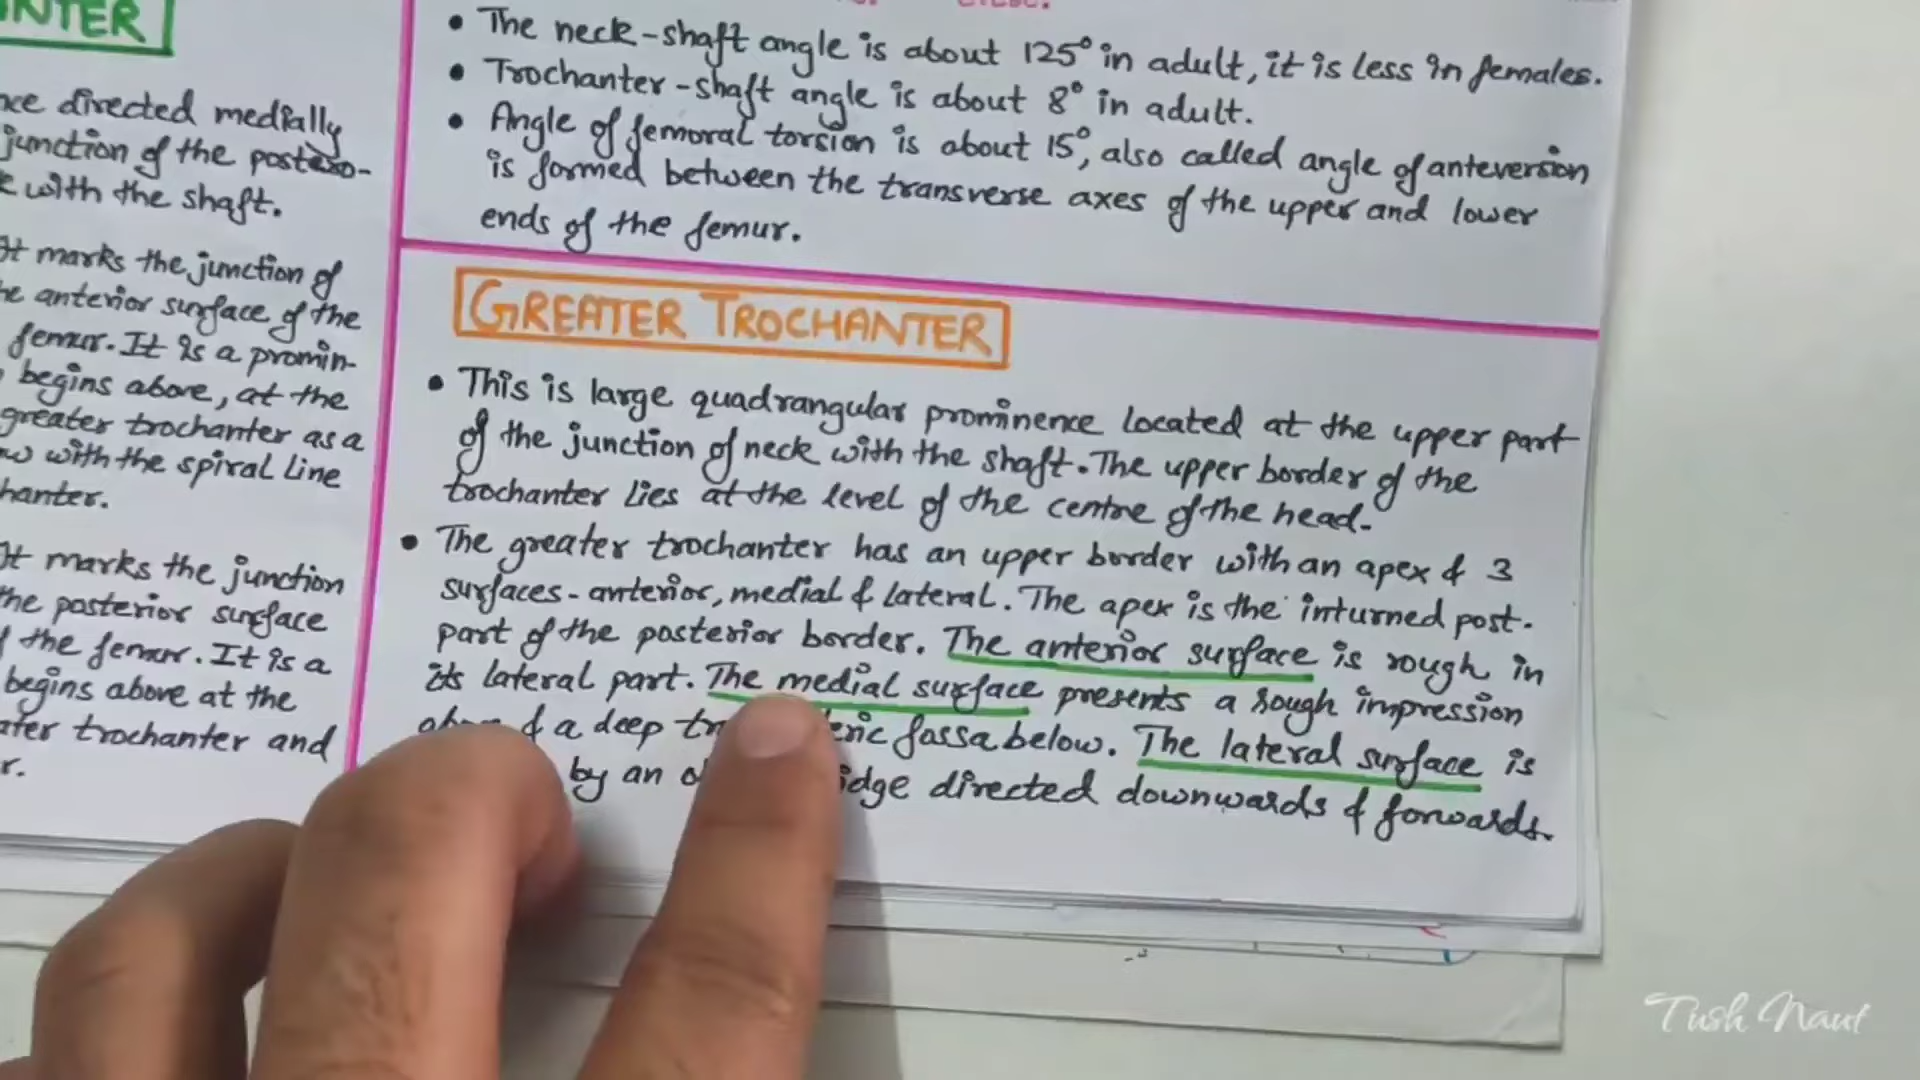 NTER
nce directed medially
junction of the postero-
k with the shaft.
It marks the junction of
he anterior surface of the
femur. It is a promin-
begins above, at the
greater trochanter as a
w with the spiral line
hanter.
It marks the junction
the posterior surface
f the femur. It is a
begins above at the
ater trochanter and
r.
• The neck-shaft angle is about 125° in adult, it is less in females.
• Trochanter-shaft angle is about 8° in adult.
• Angle of femoral torsion is about 15°, also called angle of anteversion
is formed between the transverse axes of the upper and lower
ends of the femur.
GREATER TROCHANTER
• This is large quadrangular prominence located at the upper part
of the junction of neck with the shaft. The upper border of the
trochanter lies at the level of the centre of the head.
• The greater trochanter has an upper border with an apex & 3
surfaces - anterior, medial & lateral. The apex is the inturned post.
part of the posterior border. The anterior surface is rough in
its lateral part. The medial surface presents a rough impression
& a deep fossa below. The lateral surface is
by an directed downwards & forwards.
Tush Naut